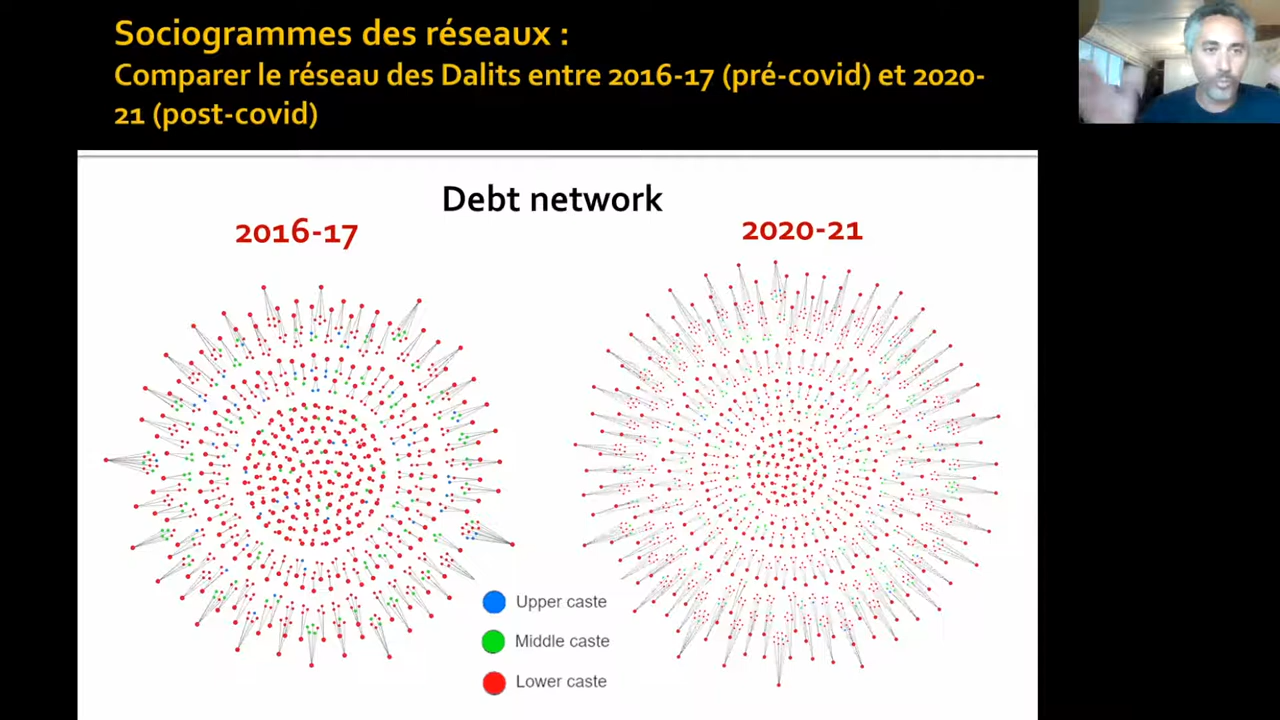 Sociogrammes des réseaux :
Comparer le réseau des Dalits entre 2016-17 (pré-covid) et 2020-
21 (post-covid)
Debt network
2016-17
2020-21
Upper caste
Middle caste
Lower caste